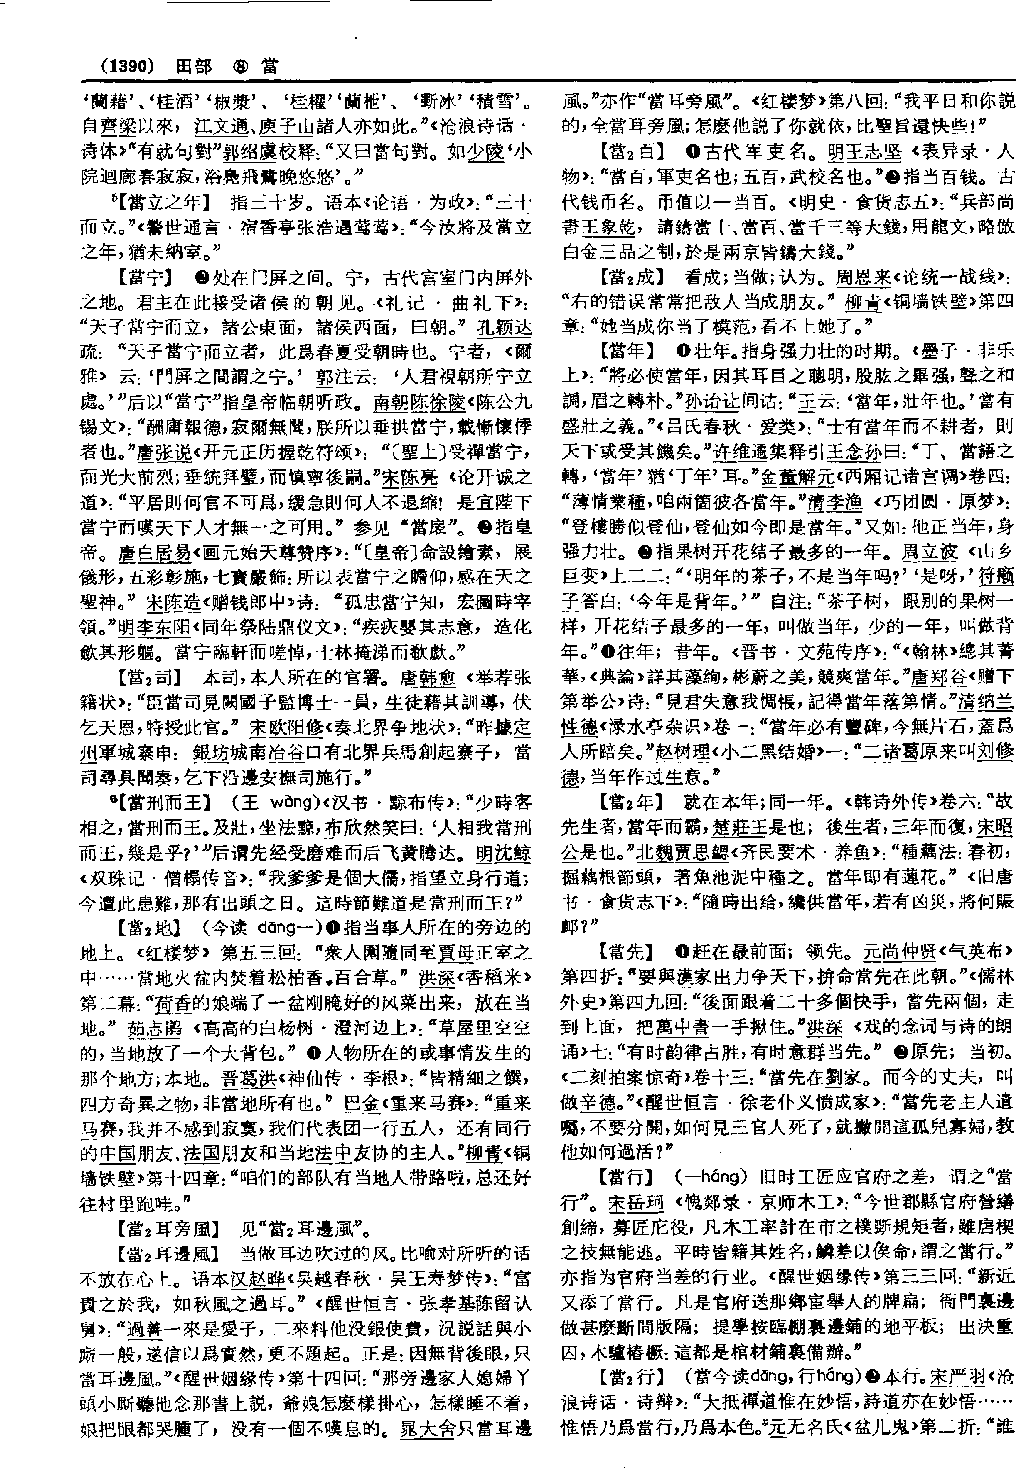 (1390) 田部 ⑧ 當
‘蘭藉’、‘桂酒’‘椒漿’、‘桂櫂’‘蘭枻’、‘斲冰’‘積雪’。
自齊梁以來，江文通、庾子山諸人亦如此。”《沧浪诗话·
诗体》“有就句對”郭绍虞校释：“又曰當句對。如少陵‘小
院迴廊春寂寂，浴鳧飛鷺晚悠悠’。”
【當立之年】 指三十岁。语本《论语·为政》：“三十
而立。”《警世通言·宿香亭张浩遇莺莺》：“今汝將及當立
之年，猶未納室。”
【當宁】 ❶处在门屏之间。宁，古代宫室门内屏外
之地。君主在此接受诸侯的朝见。《礼记·曲礼下》：
“天子當宁而立，諸公東面，諸侯西面，曰朝。”孔颖达
疏：“天子當宁而立者，此爲春夏受朝時也。宁者，《爾
雅》云：‘門屏之間謂之宁。’郭注云：‘人君視朝所宁立
處。’”后以“當宁”指皇帝临朝听政。南朝陈徐陵《陈公九
锡文》：“酬庸報德，寂爾無聞，朕所以垂拱當宁，載懷慙悸
者也。”唐张说《开元正历握乾符颂》：“〔聖上〕受禪當宁，
而光大前烈；垂統拜璧，而慎寧後嗣。”宋陈亮《论开诚之
道》：“平居則何官不可爲，缓急則何人不退縮！是宜陛下
當宁而嘆天下人才無一之可用。”参见“當扆”。❷指皇
帝。唐白居易《画元始天尊赞序》：“〔皇帝〕命設繪素，展
儀形，五彩彰施，七寶嚴飾：所以表當宁之瞻仰，感在天之
聖神。”宋陈造《赠钱郎中》诗：“孤忠當宁知，宏圖時宰
領。”明李东阳《同年祭陆鼎仪文》：“疾疢嬰其志意，造化
斂其形軀。當宁臨軒而嗟悼，士林掩涕而欷歔。”
【當2司】 本司，本人所在的官署。唐韩愈《举荐张
籍状》：“臣當司見闕國子監博士一員，生徒藉其訓導，伏
乞天恩，特授此官。”宋欧阳修《奏北界争地状》：“昨據定
州軍城寨申：銀坊城南冶谷口有北界兵馬創起寨子，當
司尋具聞奏，乞下沿邊安撫司施行。”
【當刑而王】（王 wàng）《汉书·黥布传》：“少時客
相之，當刑而王。及壯，坐法黥，布欣然笑曰：‘人相我當刑
而王，幾是乎？’”后谓先经受磨难而后飞黄腾达。明沈鲸
《双珠记·僧榻传音》：“我爹爹是個大儒，指望立身行道；
今遭此患難，那有出頭之日。這時節難道是當刑而王？”
【當2地】（今读 dāng—）❶指当事人所在的旁边的
地上。《红楼梦》第五三回：“衆人圍隨同至賈母正室之
中……當地火盆内焚着松柏香、百合草。”洪深《香稻米》
第二幕：“荷香的娘端了一盆刚腌好的风菜出来，放在当
地。”茹志鹃《高高的白杨树·澄河边上》：“草屋里空空
的，当地放了一个大背包。”❷人物所在的或事情发生的
那个地方；本地。晋葛洪《神仙传·李根》：“皆精細之饌，
四方奇異之物，非當地所有也。”巴金《重来马赛》：“重来
马赛，我并不感到寂寞，我们代表团一行五人，还有同行
的中国朋友、法国朋友和当地法中友协的主人。”柳青《铜
墙铁壁》第十四章：“咱们的部队有当地人带路啦，总还好
往村里跑哇。”
【當2耳旁風】 见“當2耳邊風”。
【當2耳邊風】 当做耳边吹过的风。比喻对所听的话
不放在心上。语本汉赵晔《吴越春秋·吴王寿梦传》：“富
貴之於我，如秋風之過耳。”《醒世恒言·张孝基陈留认
舅》：“過善一來是愛子，二來料他没銀使費，況説話與小
廝一般，遂信以爲實然，更不題起。正是：因無背後眼，只
當耳邊風。”《醒世姻缘传》第十四回：“那旁邊家人媳婦丫
頭小廝聽他念那書上説，爺娘怎麼樣掛心，怎樣睡不着，
娘把眼都哭腫了，没有一個不嘆息的。晁大舍只當耳邊
風。”亦作“當耳旁風”。《红楼梦》第八回：“我平日和你説
的，全當耳旁風；怎麼他説了你就依，比聖旨還快些！”
【當2百】 ❶古代军吏名。明王志坚《表异录·人
物》：“當百，軍吏名也；五百，武校名也。”❷指当百钱。古
代钱币名。币值以一当百。《明史·食货志五》：“兵部尚
書王象乾，請鑄當十、當百、當千三等大錢，用龍文，略倣
白金三品之制，於是兩京皆鑄大錢。”
【當2成】 看成；当做；认为。周恩来《论统一战线》：
“右的错误常常把敌人当成朋友。”柳青《铜墙铁壁》第四
章：“她当成你当了模范，看不上她了。”
【當年】 ❶壮年。指身强力壮的时期。《墨子·非乐
上》：“將必使當年，因其耳目之聰明，股肱之畢强，聲之和
調，眉之轉朴。”孙诒让间诂：“王云：‘當年，壯年也。’當有
盛壯之義。”《吕氏春秋·爱类》：“士有當年而不耕者，則
天下或受其饑矣。”许维遹集释引王念孙曰：“丁、當語之
轉，‘當年’猶‘丁年’耳。”金董解元《西厢记诸宫调》卷四：
“薄情業種，咱兩箇彼各當年。”清李渔《巧团圆·原梦》：
“登樓勝似登仙，登仙如今即是當年。”又如：他正当年，身
强力壮。❷指果树开花结子最多的一年。周立波《山乡
巨变》上二二：“‘明年的茶子，不是当年吗？’‘是呀，’符癞
子答白：‘今年是背年。’”自注：“茶子树，跟别的果树一
样，开花结子最多的一年，叫做当年，少的一年，叫做背
年。”❸往年；昔年。《晋书·文苑传序》：“《翰林》總其菁
華，《典論》詳其藻絢，彬蔚之美，競爽當年。”唐郑谷《赠下
第举公》诗：“見君失意我惆悵，記得當年落第情。”清纳兰
性德《渌水亭杂识》卷一：“當年必有豐碑，今無片石，蓋爲
人所踣矣。”赵树理《小二黑结婚》一：“二诸葛原来叫刘修
德，当年作过生意。”
【當2年】 就在本年；同一年。《韩诗外传》卷六：“故
先生者，當年而霸，楚莊王是也；後生者，三年而復，宋昭
公是也。”北魏贾思勰《齐民要术·养鱼》：“種藕法：春初，
掘藕根節頭，著魚池泥中種之。當年即有蓮花。”《旧唐
书·食货志下》：“隨時出給，纔供當年，若有凶災，將何賑
卹？”
【當先】 ❶赶在最前面；领先。元尚仲贤《气英布》
第四折：“要與漢家出力争天下，拚命當先在此朝。”《儒林
外史》第四九回：“後面跟着二十多個快手，當先兩個，走
到上面，把萬中書一手揪住。”洪深《戏的念词与诗的朗
诵》七：“有时韵律占胜，有时意群当先。”❷原先；当初。
《二刻拍案惊奇》卷十三：“當先在劉家。而今的丈夫，叫
做辛德。”《醒世恒言·徐老仆义愤成家》：“當先老主人遺
囑，不要分開，如何見三官人死了，就撇開這孤兒寡婦，教
他如何過活？”
【當行】（—háng）旧时工匠应官府之差，谓之“當
行”。宋岳珂《愧郯录·京师木工》：“今世郡縣官府營繕
創締，募匠庀役，凡木工率計在市之樸斲規矩者，雖扂楔
之技無能逃。平時皆籍其姓名，鱗差以俟命，謂之當行。”
亦指为官府当差的行业。《醒世姻缘传》第三三回：“新近
又添了當行。凡是官府送那鄉宦舉人的牌扁；衙門裏邊
做甚麽斷間版隔；提學按臨棚裏邊鋪的地平板；出決重
囚，木驢樁橛：這都是棺材鋪裏備辦。”
【當2行】（當今读dāng，行háng）❶本行。宋严羽《沧
浪诗话·诗辩》：“大抵禪道惟在妙悟，詩道亦在妙悟……
惟悟乃爲當行，乃爲本色。”元无名氏《盆儿鬼》第二折：“誰